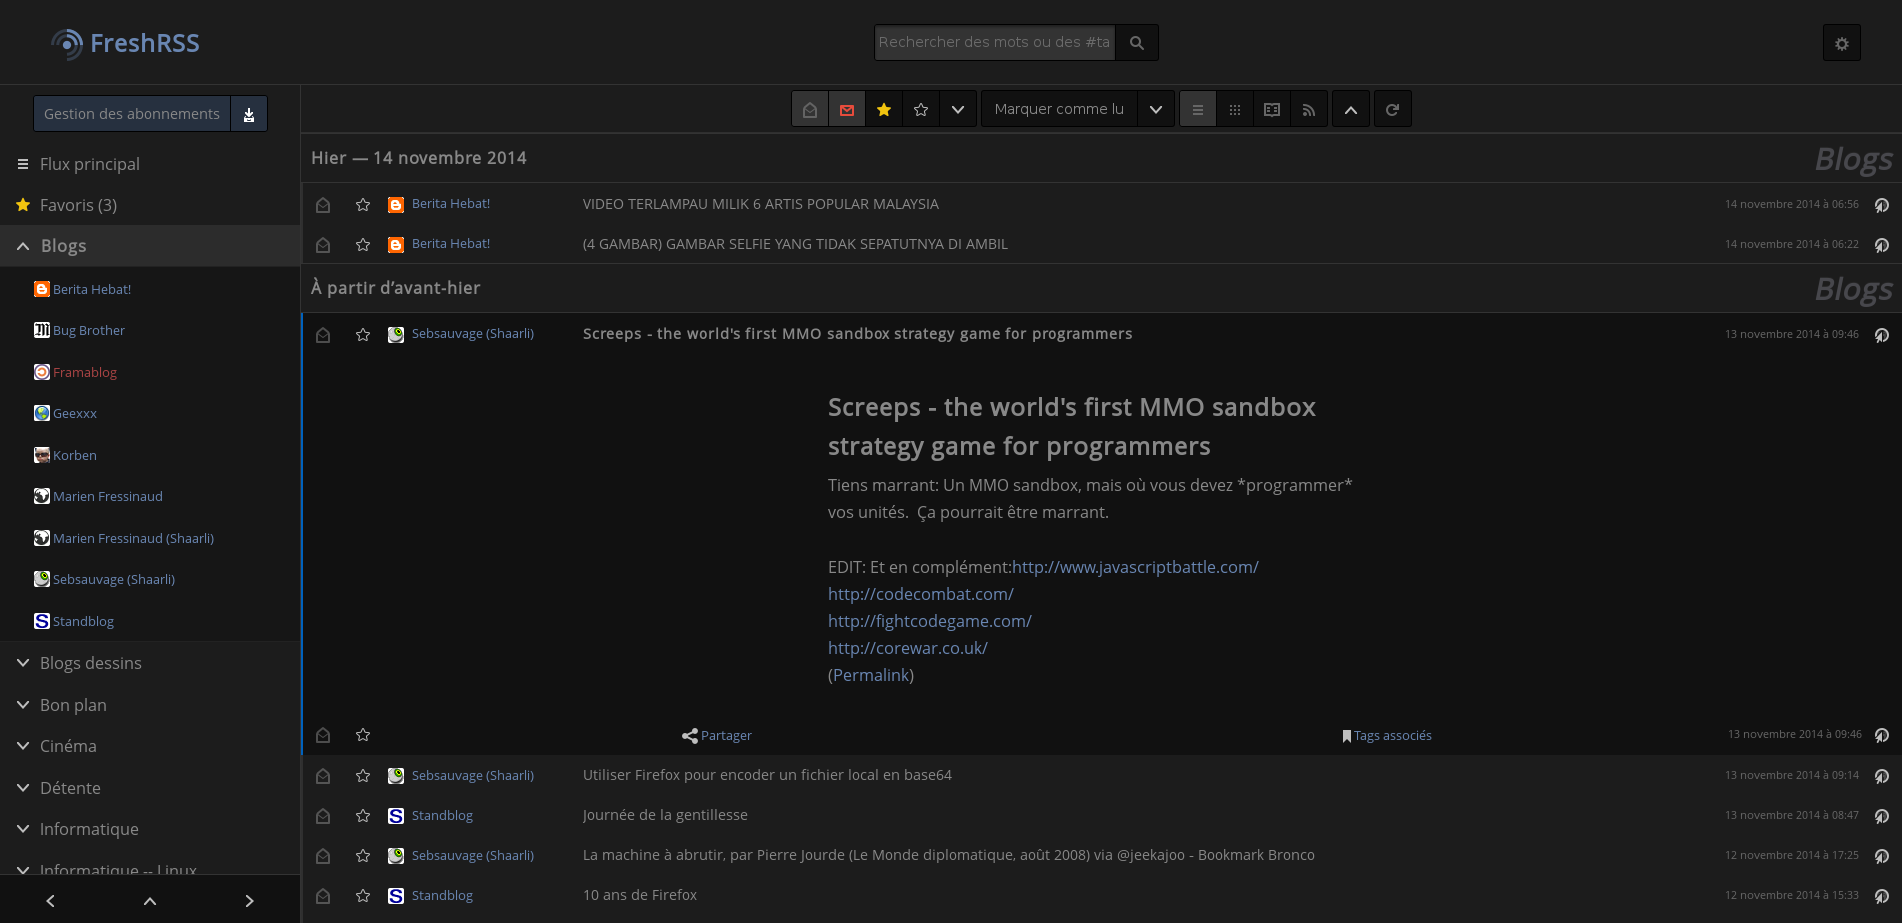 FreshRSS
Rechercher des mots ou des #ta
Gestion des abonnements
Marquer comme lu
Flux principal
Favoris (3)
Blogs
Berita Hebat!
Bug Brother
Framablog
Geexxx
Korben
Marien Fressinaud
Marien Fressinaud (Shaarli)
Sebsauvage (Shaarli)
Standblog
Blogs dessins
Bon plan
Cinéma
Détente
Informatique
Informatique -- Linux
Hier — 14 novembre 2014 Blogs
Berita Hebat! VIDEO TERLAMPAU MILIK 6 ARTIS POPULAR MALAYSIA 14 novembre 2014 à 06:56
Berita Hebat! (4 GAMBAR) GAMBAR SELFIE YANG TIDAK SEPATUTNYA DI AMBIL 14 novembre 2014 à 06:22
À partir d’avant-hier Blogs
Sebsauvage (Shaarli) Screeps - the world's first MMO sandbox strategy game for programmers 13 novembre 2014 à 09:46
Screeps - the world's first MMO sandbox
strategy game for programmers
Tiens marrant: Un MMO sandbox, mais où vous devez *programmer*
vos unités.  Ça pourrait être marrant.
EDIT: Et en complément:http://www.javascriptbattle.com/
http://codecombat.com/
http://fightcodegame.com/
http://corewar.co.uk/
(Permalink)
Partager Tags associés 13 novembre 2014 à 09:46
Sebsauvage (Shaarli) Utiliser Firefox pour encoder un fichier local en base64 13 novembre 2014 à 09:14
Standblog Journée de la gentillesse 13 novembre 2014 à 08:47
Sebsauvage (Shaarli) La machine à abrutir, par Pierre Jourde (Le Monde diplomatique, août 2008) via @jeekajoo - Bookmark Bronco 12 novembre 2014 à 17:25
Standblog 10 ans de Firefox 12 novembre 2014 à 15:33